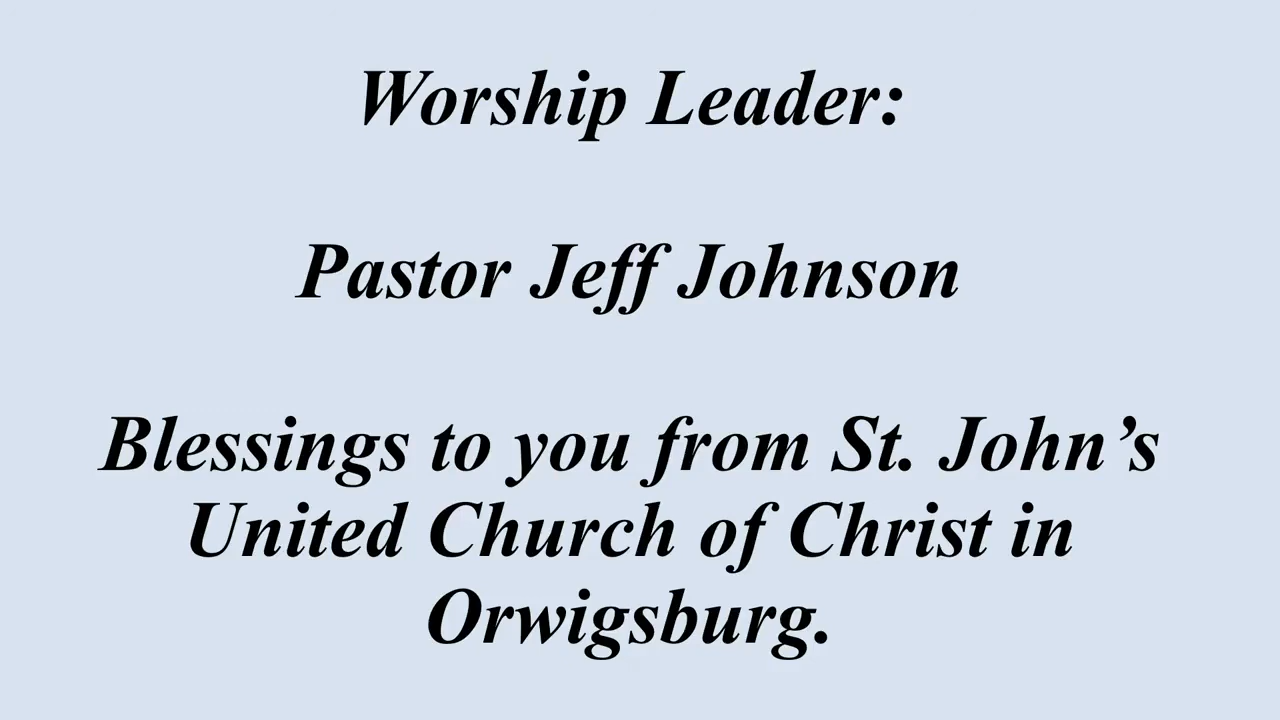 Worship Leader:
Pastor Jeff Johnson
Blessings to you from St. John’s
United Church of Christ in
Orwigsburg.